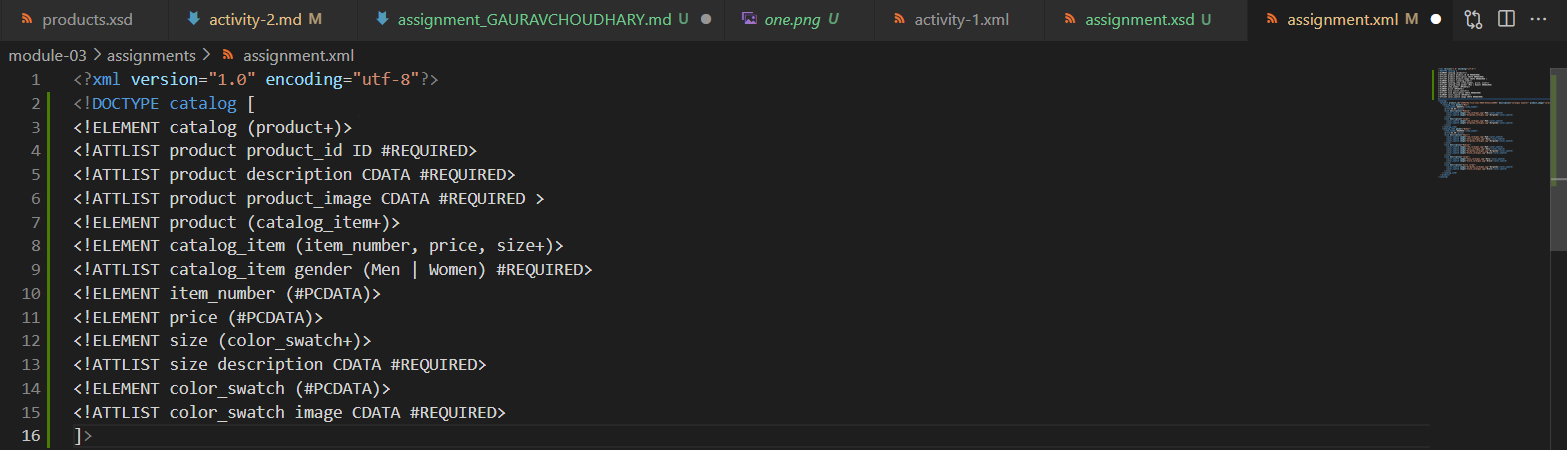 products.xsd activity-2.md M assignment_GAURAVCHOUDHARY.md U one.png U activity-1.xml assignment.xsd U assignment.xml M
module-03 > assignments > assignment.xml
1 <?xml version="1.0" encoding="utf-8"?>
2 <!DOCTYPE catalog [
3 <!ELEMENT catalog (product+)>
4 <!ATTLIST product product_id ID #REQUIRED>
5 <!ATTLIST product description CDATA #REQUIRED>
6 <!ATTLIST product product_image CDATA #REQUIRED >
7 <!ELEMENT product (catalog_item+)>
8 <!ELEMENT catalog_item (item_number, price, size+)>
9 <!ATTLIST catalog_item gender (Men | Women) #REQUIRED>
10 <!ELEMENT item_number (#PCDATA)>
11 <!ELEMENT price (#PCDATA)>
12 <!ELEMENT size (color_swatch+)>
13 <!ATTLIST size description CDATA #REQUIRED>
14 <!ELEMENT color_swatch (#PCDATA)>
15 <!ATTLIST color_swatch image CDATA #REQUIRED>
16 ]>